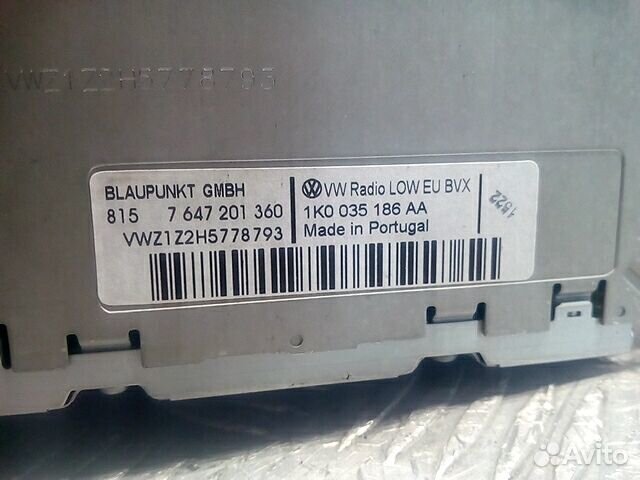 VWZ1Z2H5778793
BLAUPUNKT GMBH
815 7 647 201 360
VWZ1Z2H5778793
VW Radio LOW EU BVX
1K0 035 186 AA
Made in Portugal
1522
Avito